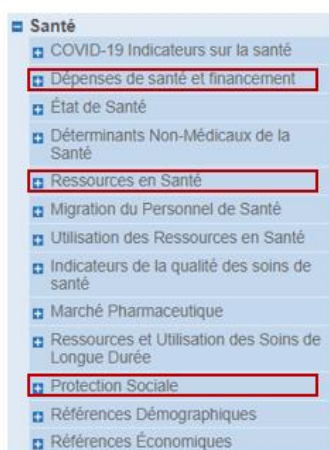 Santé
COVID-19 Indicateurs sur la santé
Dépenses de santé et financement
État de Santé
Déterminants Non-Médicaux de la
Santé
Ressources en Santé
Migration du Personnel de Santé
Utilisation des Ressources en Santé
Indicateurs de la qualité des soins de
santé
Marché Pharmaceutique
Ressources et Utilisation des Soins de
Longue Durée
Protection Sociale
Références Démographiques
Références Économiques